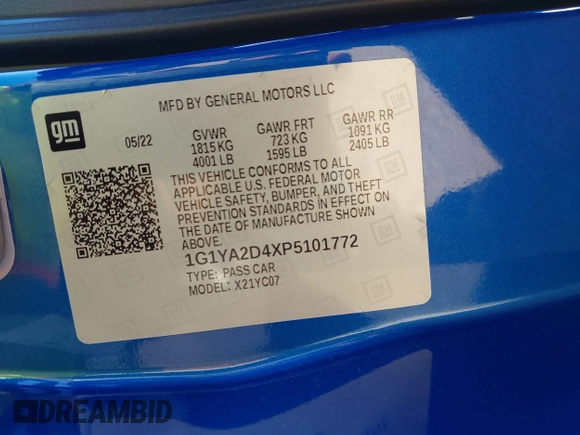 MFD BY GENERAL MOTORS LLC
gm
05/22 GVWR GAWR FRT GAWR RR
1815 KG 723 KG 1091 KG
4001 LB 1595 LB 2405 LB
THIS VEHICLE CONFORMS TO ALL
APPLICABLE U.S. FEDERAL MOTOR
VEHICLE SAFETY, BUMPER, AND THEFT
PREVENTION STANDARDS IN EFFECT ON
THE DATE OF MANUFACTURE SHOWN
ABOVE.
1G1YA2D4XP5101772
TYPE: PASS CAR
MODEL: X21YC07
DREAMBID